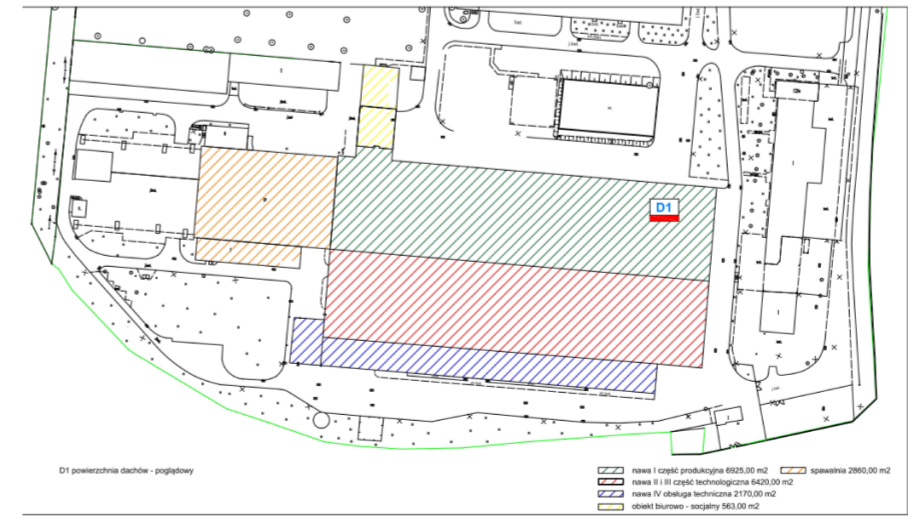 D1
D1 powierzchnia dachów - poglądowy
nawa I część produkcyjna 6925,00 m2
spawalnia 2860,00 m2
nawa II i III część technologiczna 6420,00 m2
nawa IV obsługa techniczna 2170,00 m2
obiekt biurowo - socjalny 563,00 m2